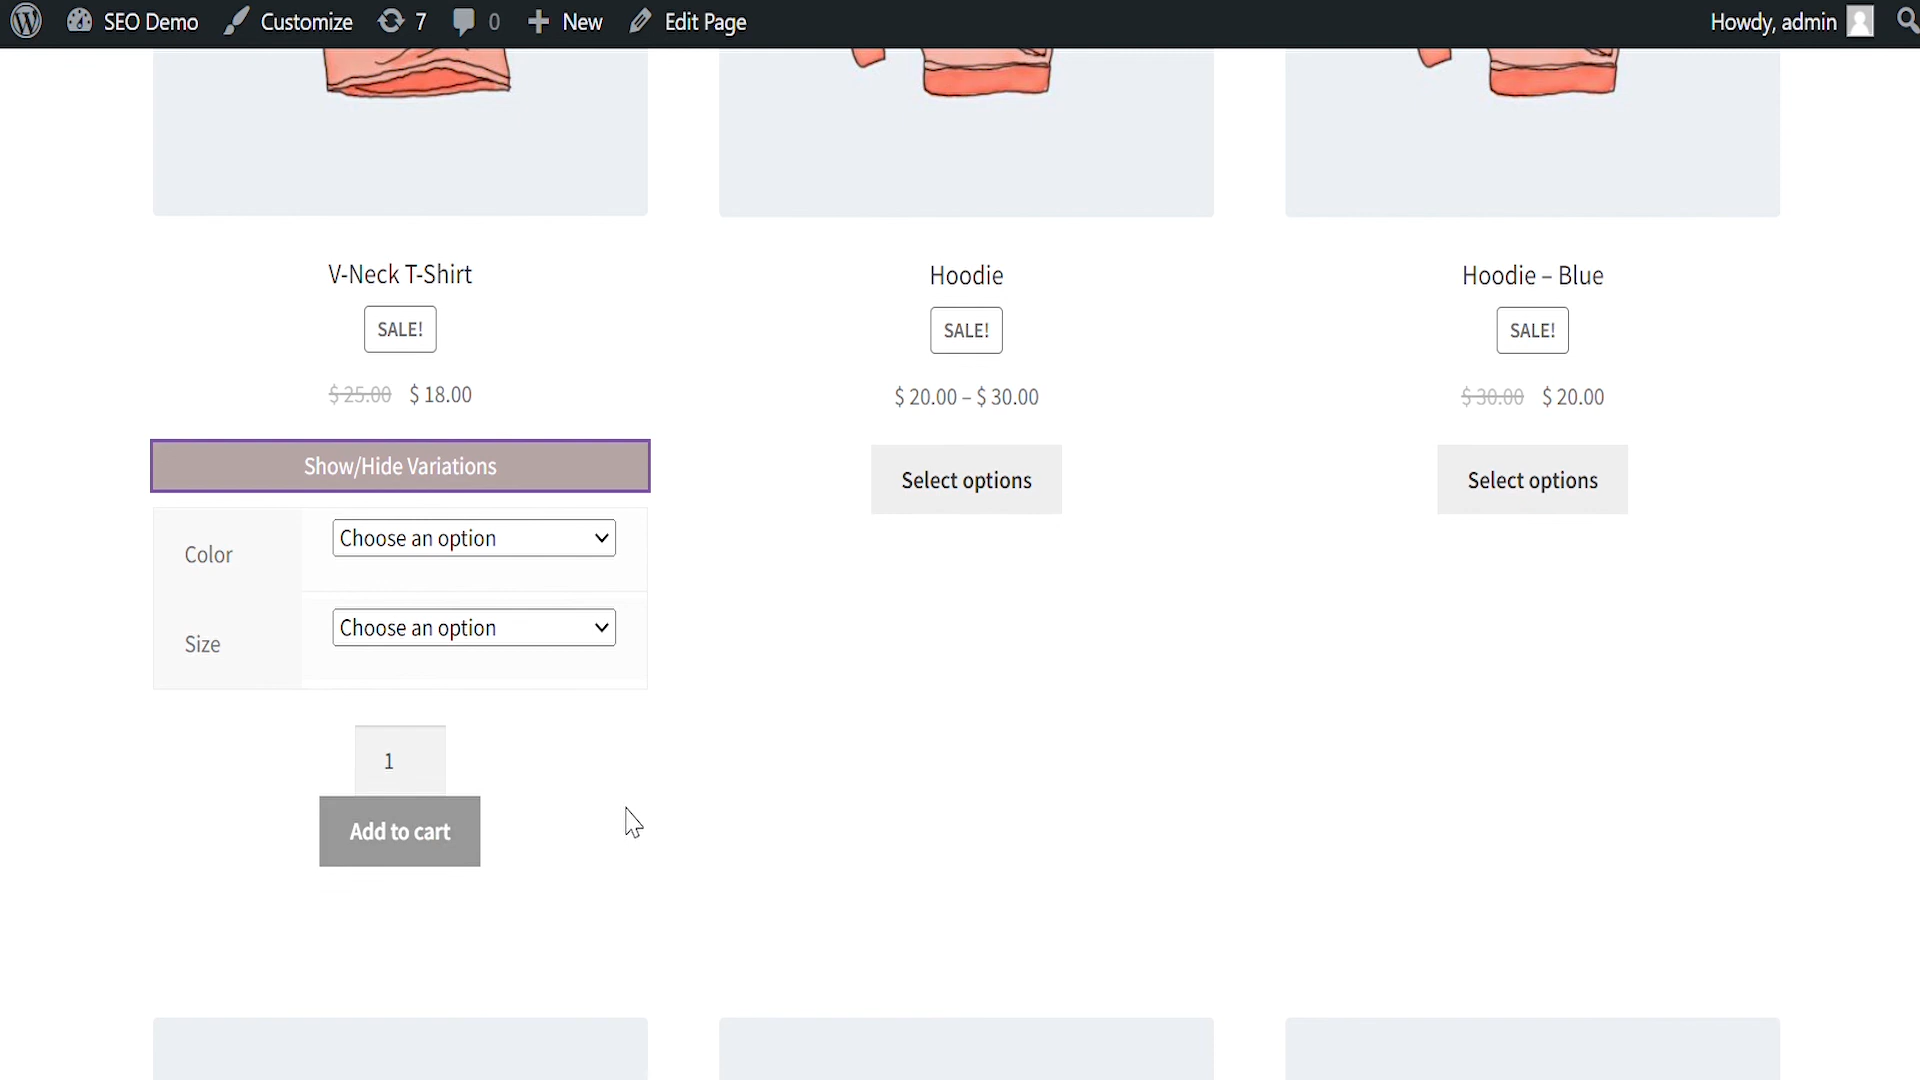 SEO Demo Customize 7 0 New Edit Page Howdy, admin
V-Neck T-Shirt
SALE!
$ 25.00 $ 18.00
Show/Hide Variations
Color Choose an option
Size Choose an option
1
Add to cart
Hoodie
SALE!
$ 20.00 – $ 30.00
Select options
Hoodie – Blue
SALE!
$ 30.00 $ 20.00
Select options